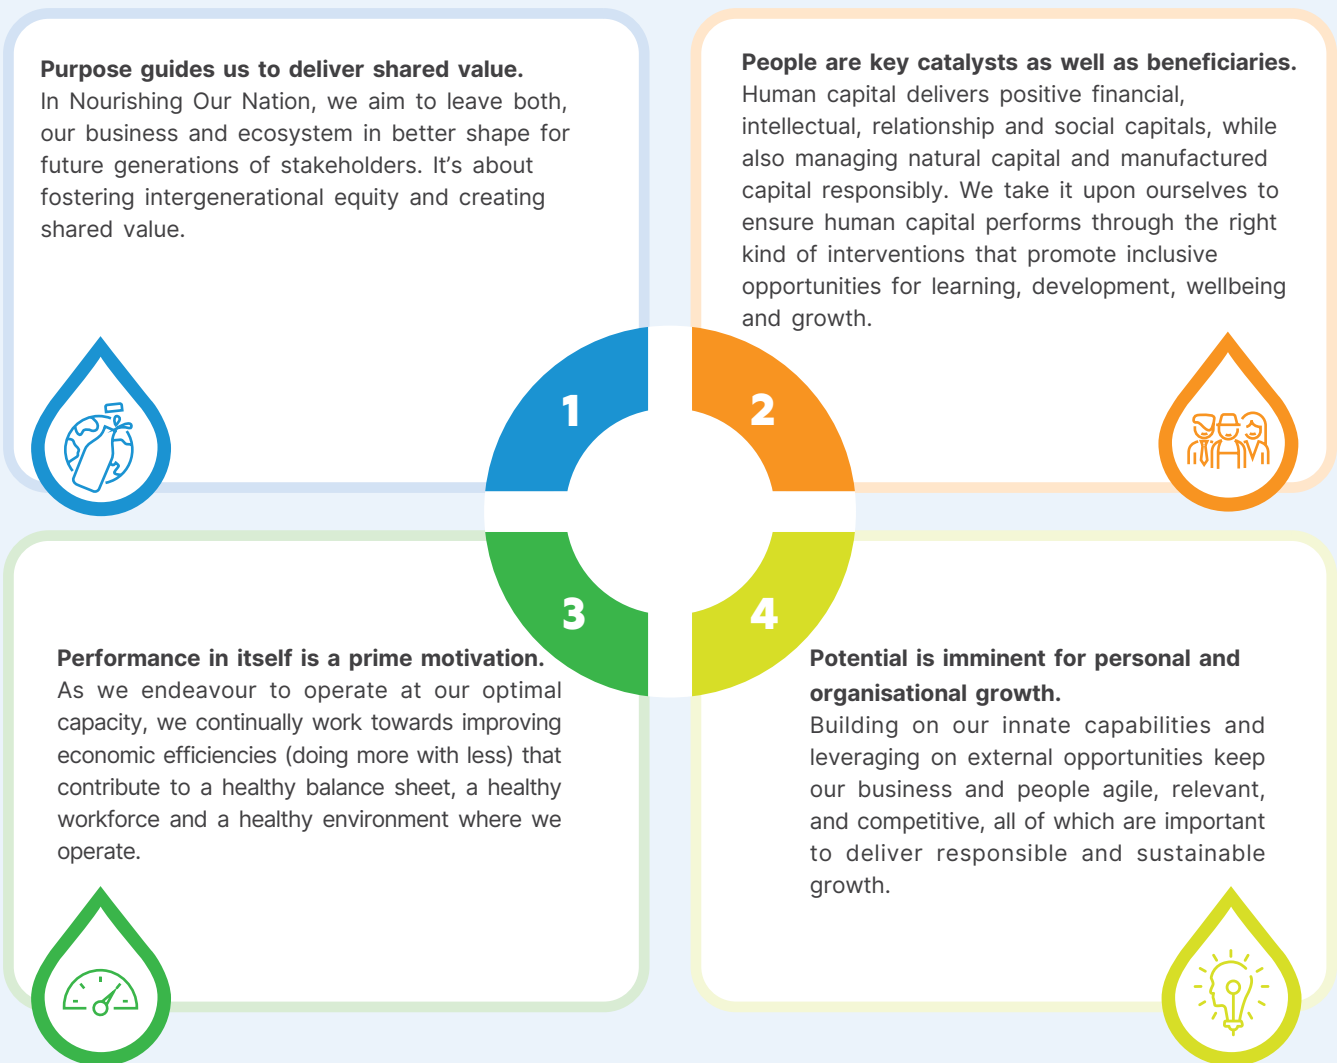 Purpose guides us to deliver shared value.
In Nourishing Our Nation, we aim to leave both,
our business and ecosystem in better shape for
future generations of stakeholders. It’s about
fostering intergenerational equity and creating
shared value.
People are key catalysts as well as beneficiaries.
Human capital delivers positive financial,
intellectual, relationship and social capitals, while
also managing natural capital and manufactured
capital responsibly. We take it upon ourselves to
ensure human capital performs through the right
kind of interventions that promote inclusive
opportunities for learning, development, wellbeing
and growth.
1
2
3
4
Performance in itself is a prime motivation.
As we endeavour to operate at our optimal
capacity, we continually work towards improving
economic efficiencies (doing more with less) that
contribute to a healthy balance sheet, a healthy
workforce and a healthy environment where we
operate.
Potential is imminent for personal and
organisational growth.
Building on our innate capabilities and
leveraging on external opportunities keep
our business and people agile, relevant,
and competitive, all of which are important
to deliver responsible and sustainable
growth.